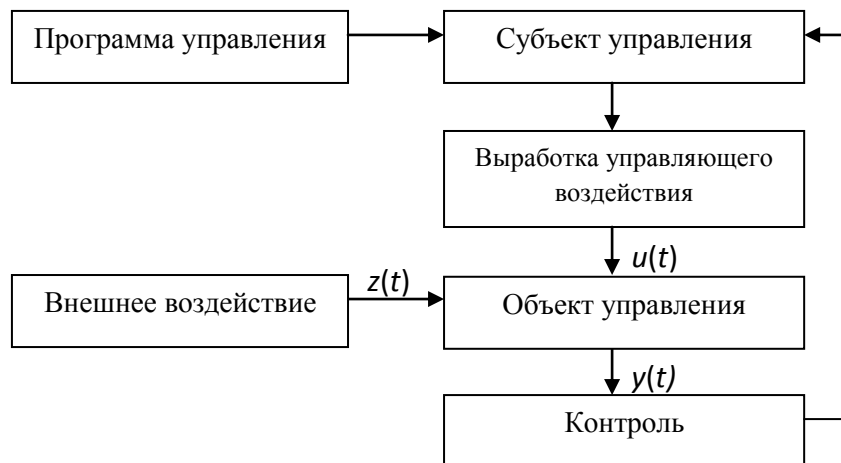 Программа управления
Субъект управления
Выработка управляющего
воздействия
u(t)
Внешнее воздействие
z(t)
Объект управления
y(t)
Контроль